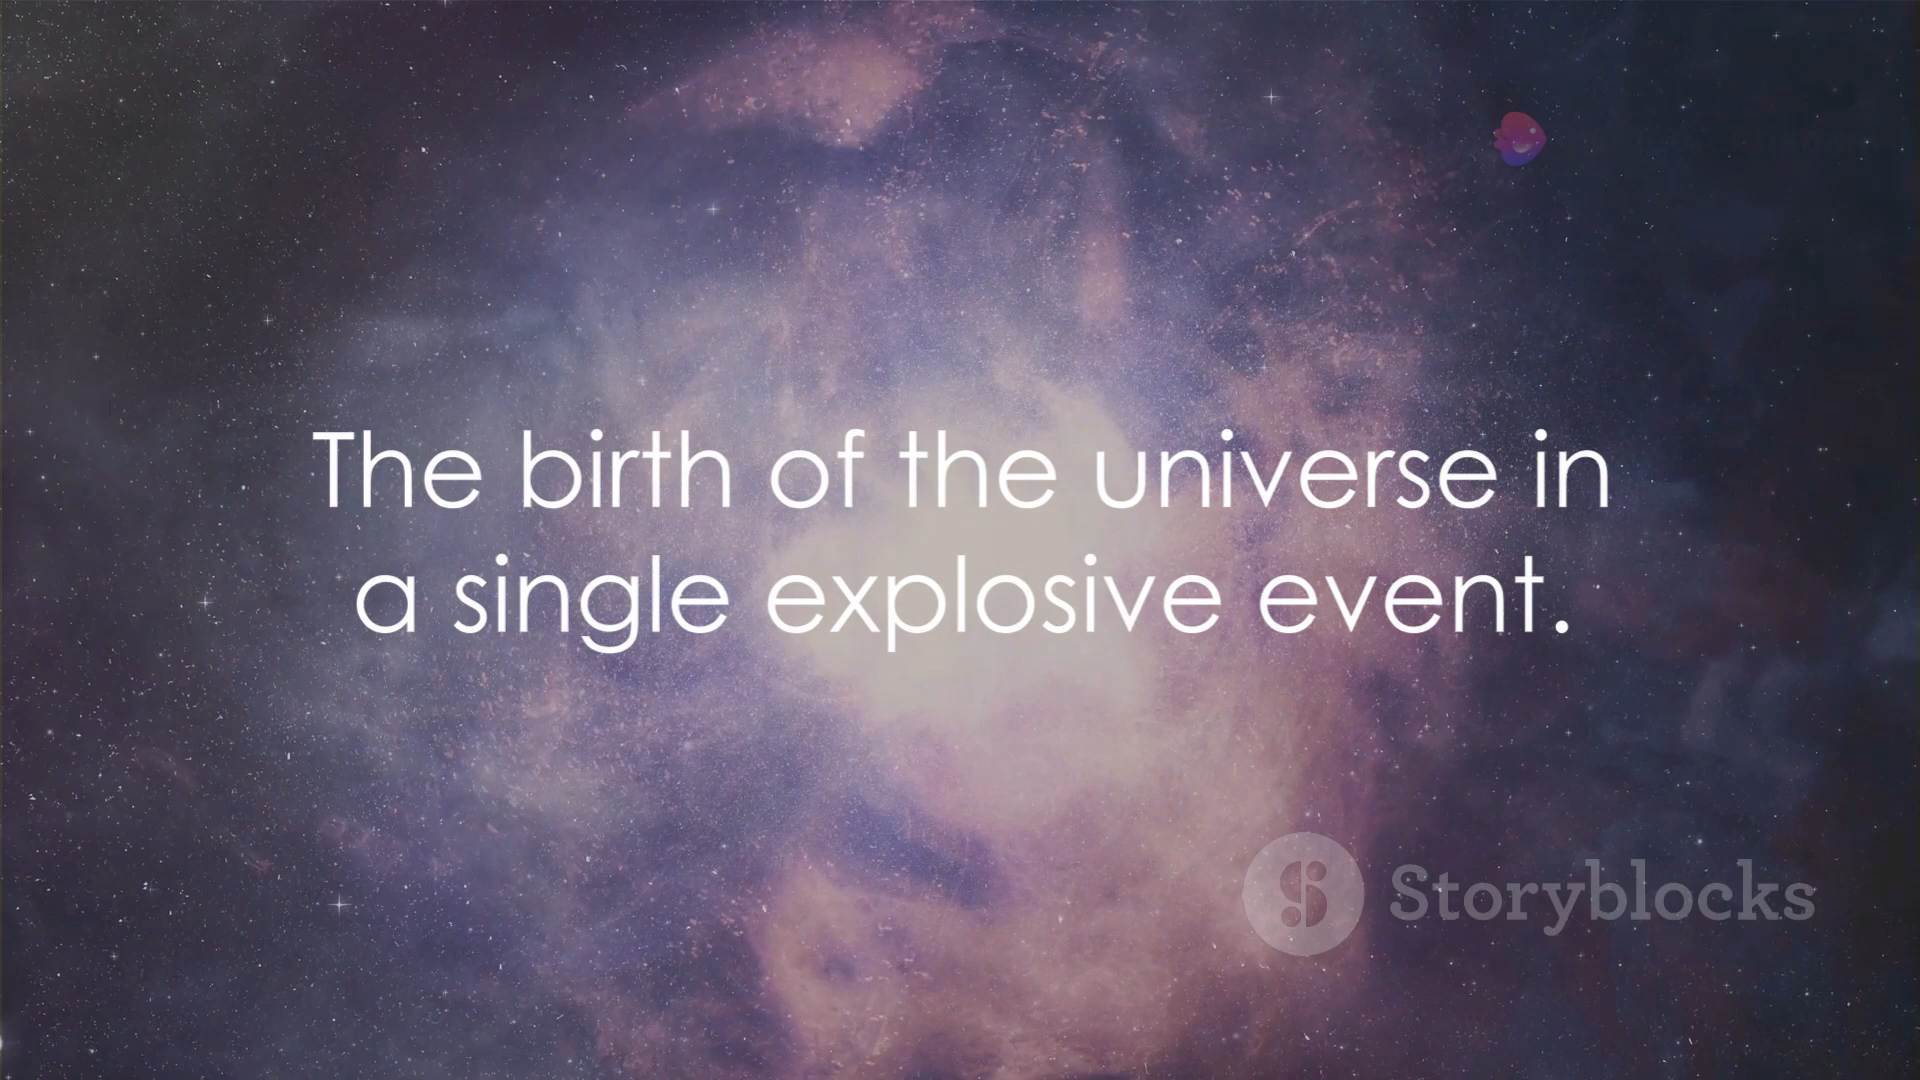 The birth of the universe in
a single explosive event.
Storyblocks